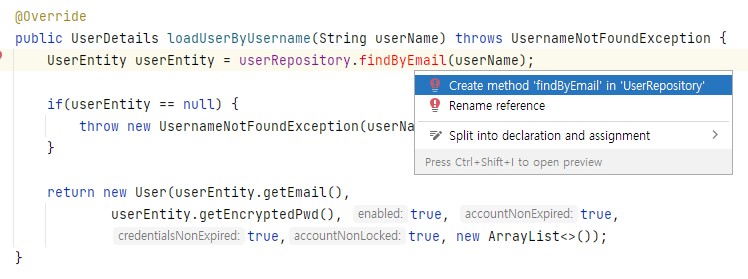 @Override
public UserDetails loadUserByUsername(String userName) throws UsernameNotFoundException {
UserEntity userEntity = userRepository.findByEmail(userName);
Create method 'findByEmail' in 'UserRepository'
Rename reference
Split into declaration and assignment
Press Ctrl+Shift+I to open preview
if(userEntity == null) {
throw new UsernameNotFoundException(userNa
}
return new User(userEntity.getEmail(),
userEntity.getEncryptedPwd(), enabled: true, accountNonExpired: true,
credentialsNonExpired: true, accountNonLocked: true, new ArrayList<>());
}